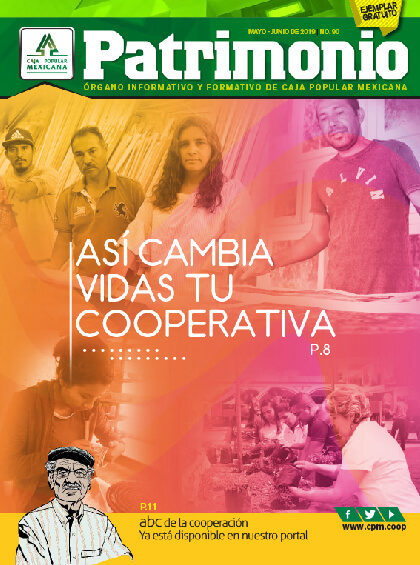 EJEMPLAR
GRATUITO
MAYO - JUNIO DE 2019 NO. 90
CAJA POPULAR
MEXICANA
Patrimonio
ÓRGANO INFORMATIVO Y FORMATIVO DE CAJA POPULAR MEXICANA
ALVIN
ASÍ CAMBIA
VIDAS TU
COOPERATIVA
P.8
P.11
abc de la cooperación
Ya está disponible en nuestro portal
www.cpm.coop